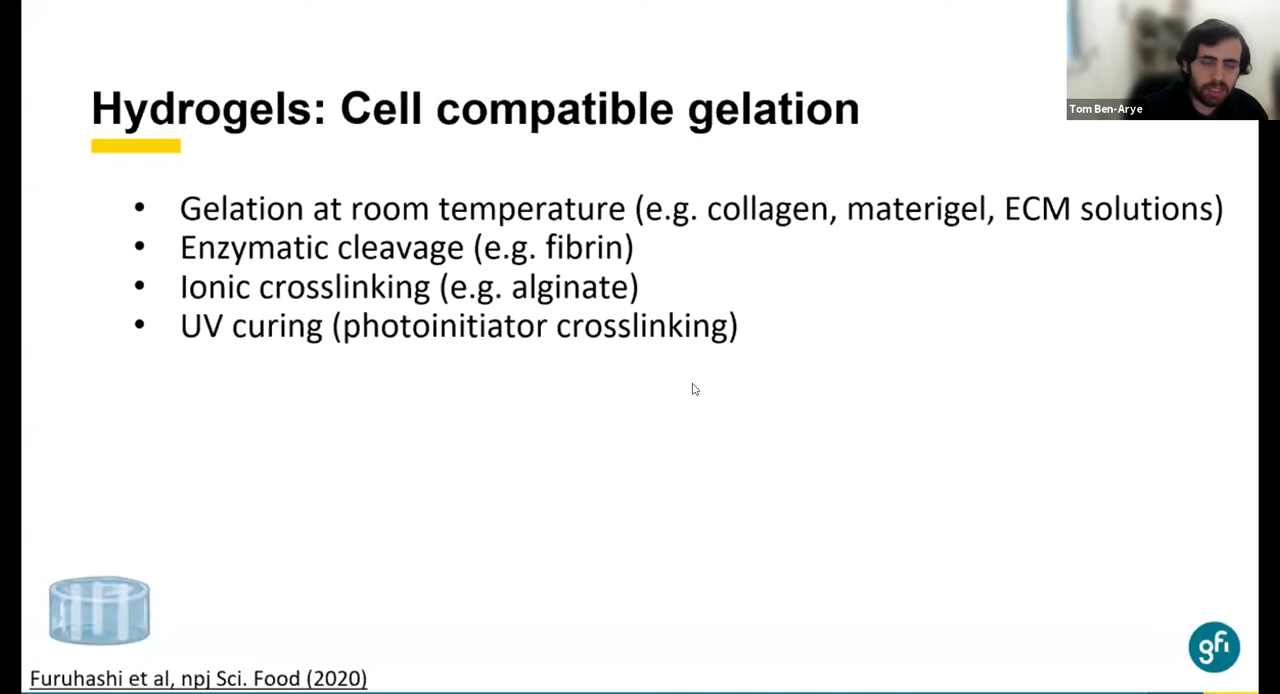 Tom Ben-Arye
Hydrogels: Cell compatible gelation
• Gelation at room temperature (e.g. collagen, materigel, ECM solutions)
• Enzymatic cleavage (e.g. fibrin)
• Ionic crosslinking (e.g. alginate)
• UV curing (photoinitiator crosslinking)
gfi
Furuhashi et al, npj Sci. Food (2020)